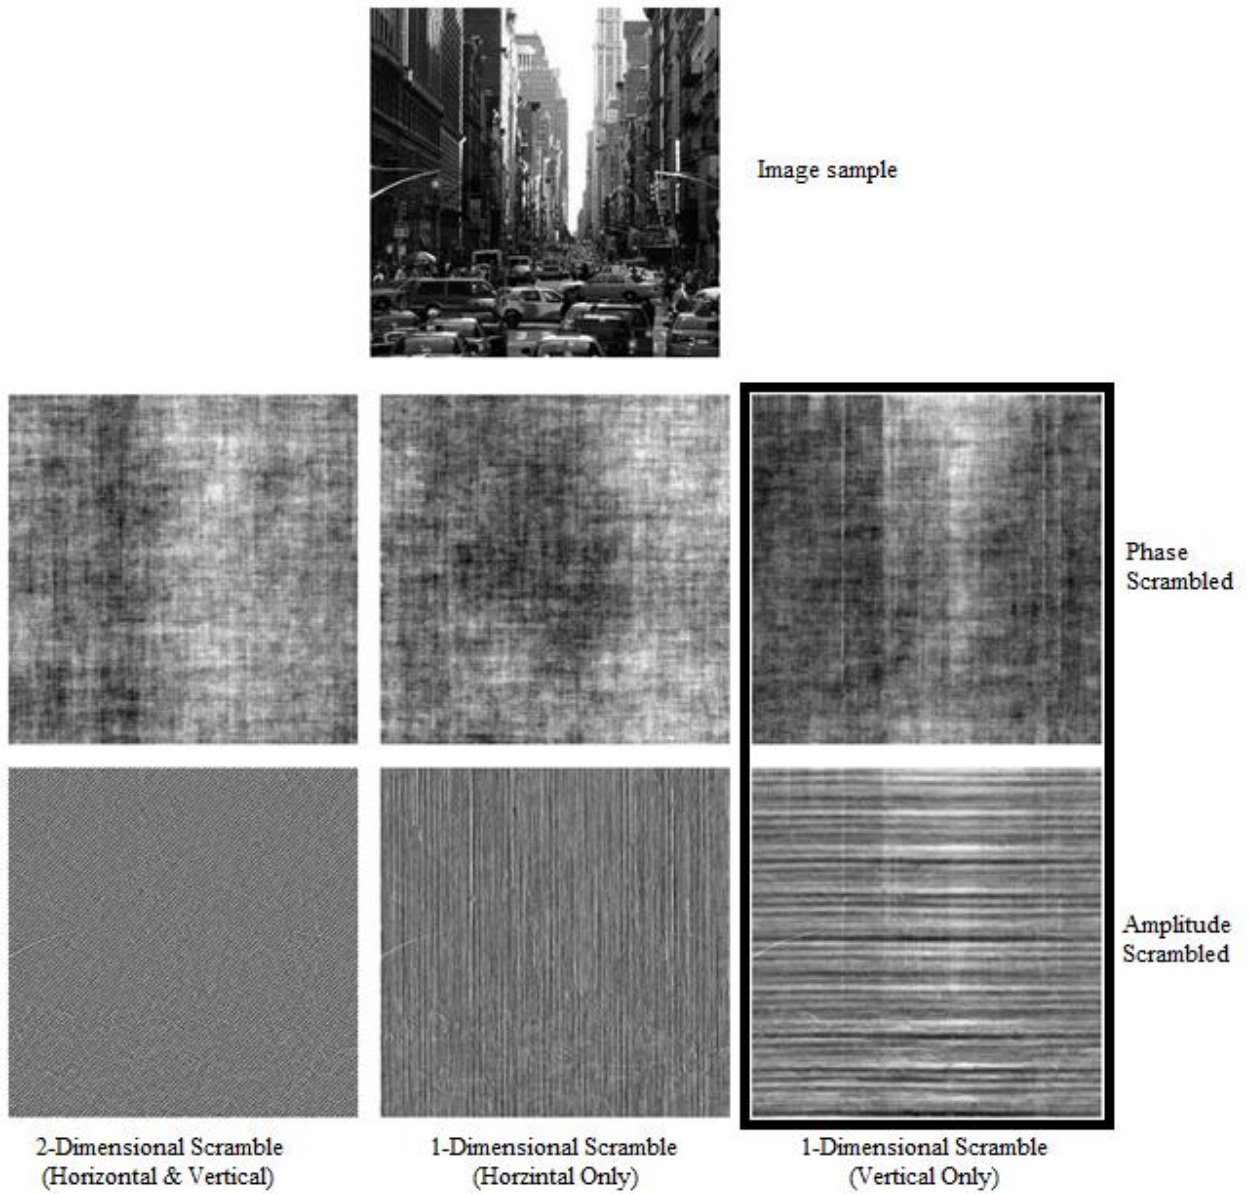 Image sample
Phase
Scrambled
Amplitude
Scrambled
2-Dimensional Scramble
(Horizontal & Vertical)
1-Dimensional Scramble
(Horzintal Only)
1-Dimensional Scramble
(Vertical Only)